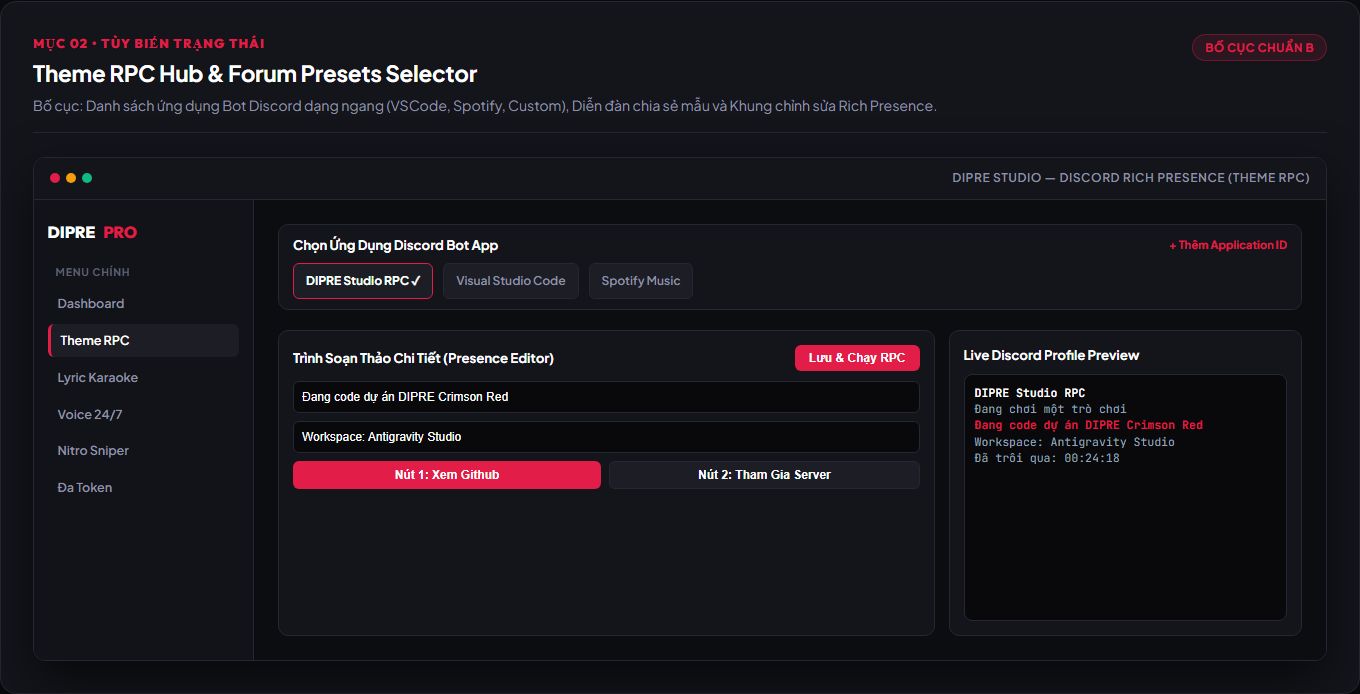 MỤC 02 • TÙY BIẾN TRẠNG THÁI
BỐ CỤC CHUẨN B
Theme RPC Hub & Forum Presets Selector
Bố cục: Danh sách ứng dụng Bot Discord dạng ngang (VSCode, Spotify, Custom), Diễn đàn chia sẻ mẫu và Khung chỉnh sửa Rich Presence.
DIPRE STUDIO — DISCORD RICH PRESENCE (THEME RPC)
DIPRE PRO
MENU CHÍNH
Dashboard
Theme RPC
Lyric Karaoke
Voice 24/7
Nitro Sniper
Đa Token
Chọn Ứng Dụng Discord Bot App
+ Thêm Application ID
DIPRE Studio RPC ✓
Visual Studio Code
Spotify Music
Trình Soạn Thảo Chi Tiết (Presence Editor)
Lưu & Chạy RPC
Đang code dự án DIPRE Crimson Red
Workspace: Antigravity Studio
Nút 1: Xem Github
Nút 2: Tham Gia Server
Live Discord Profile Preview
DIPRE Studio RPC
Đang chơi một trò chơi
Đang code dự án DIPRE Crimson Red
Workspace: Antigravity Studio
Đã trôi qua: 00:24:18